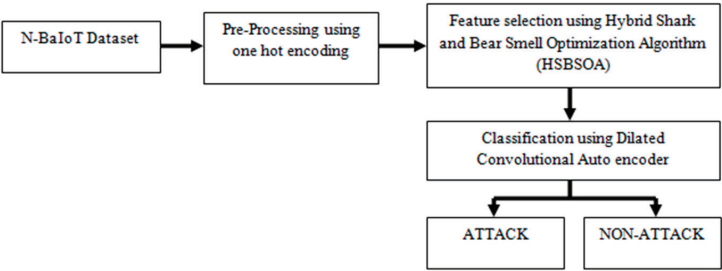 N-BaIoT Dataset
Pre-Processing using
one hot encoding
Feature selection using Hybrid Shark
and Bear Smell Optimization Algorithm
(HSBSOA)
Classification using Dilated
Convolutional Auto encoder
ATTACK
NON-ATTACK